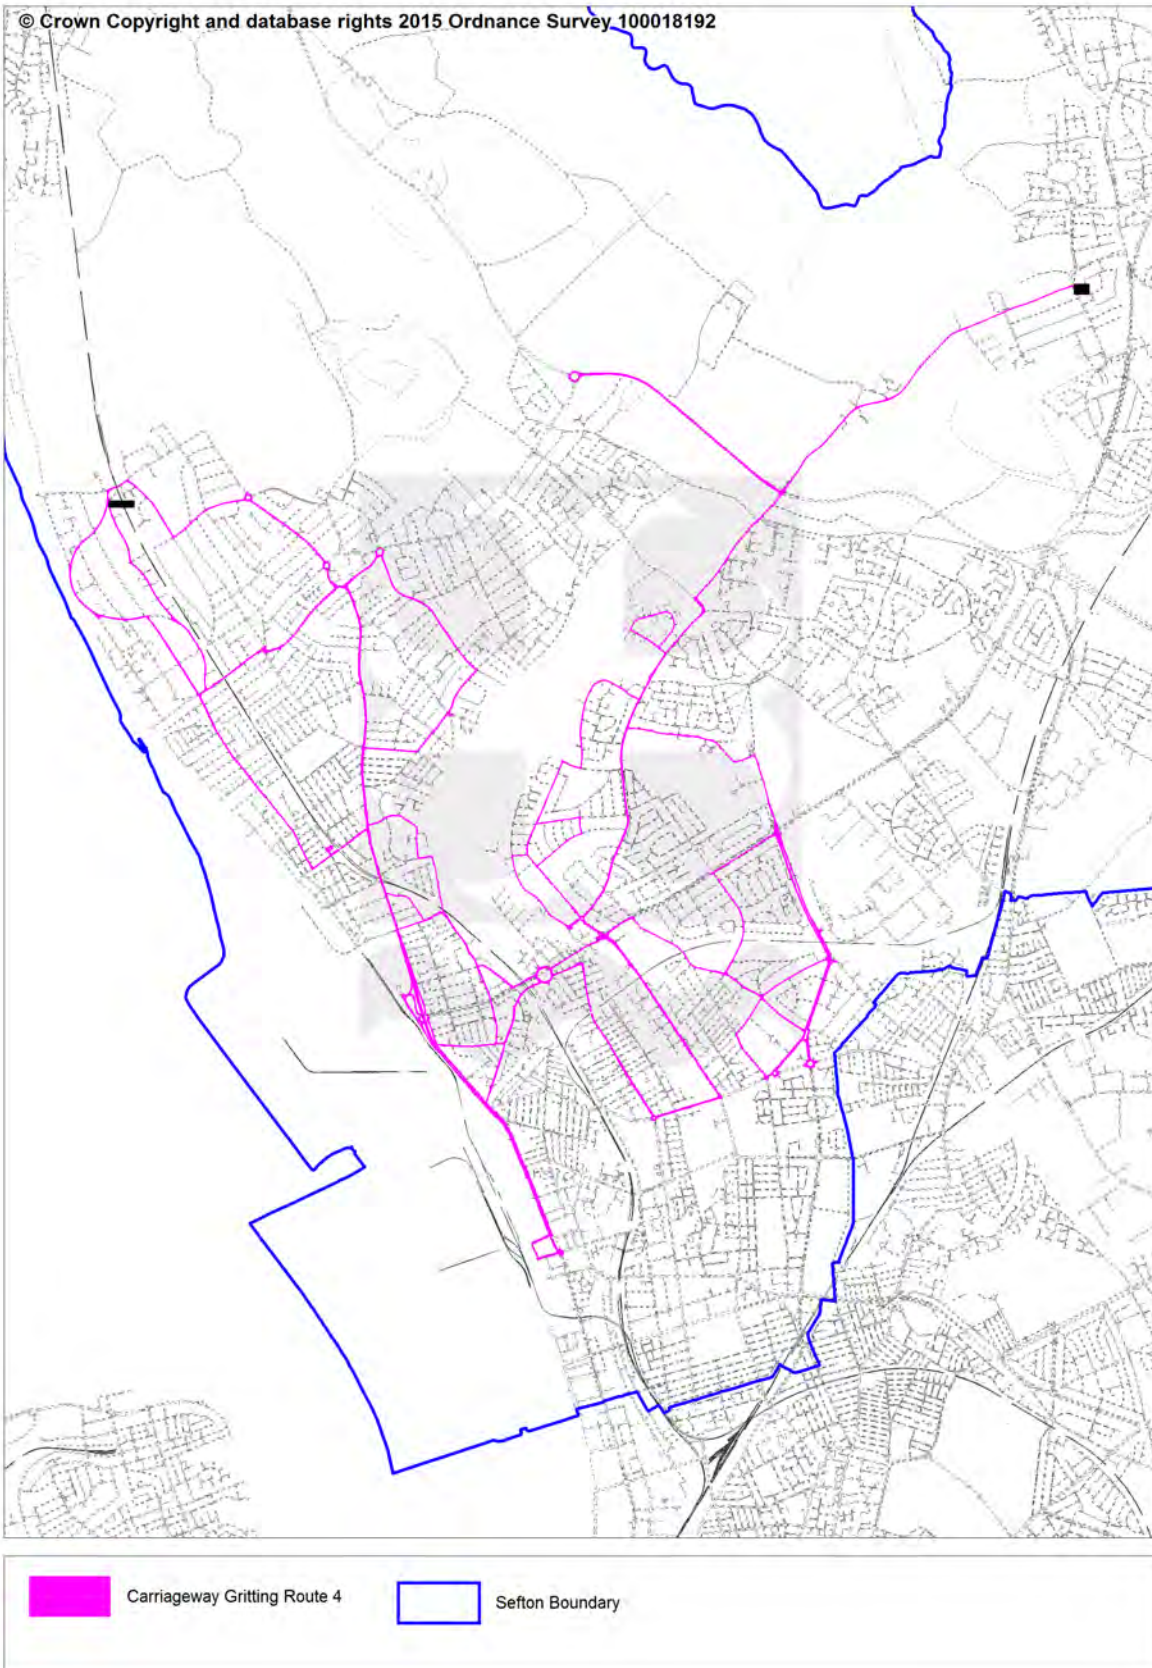 © Crown Copyright and database rights 2015 Ordnance Survey 100018192
Carriageway Gritting Route 4
Sefton Boundary